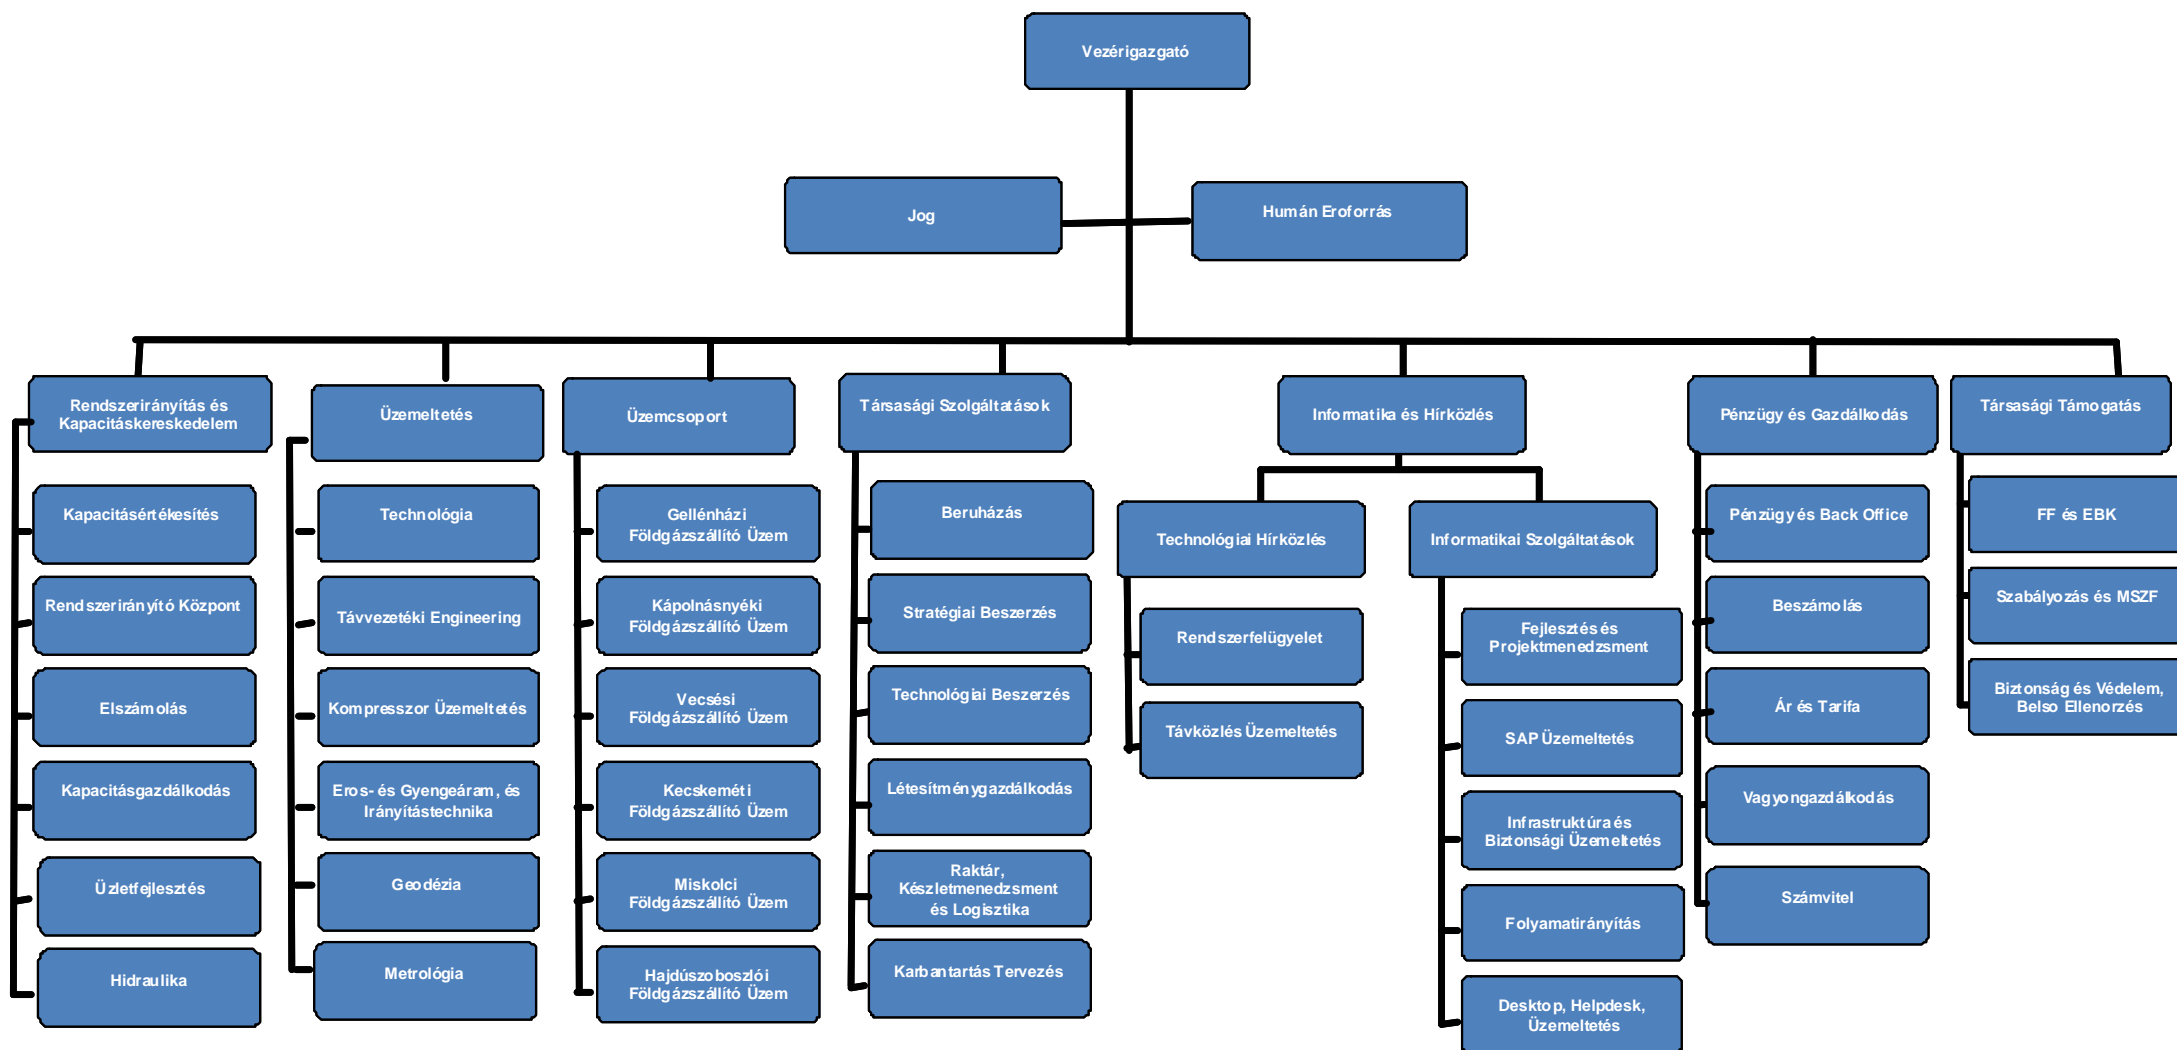 Vezérigazgató
Jog
Humán Eroforrás
Rendszerirányítás és
Kapacitáskereskedelem
Kapacitásértékesítés
Rendszerirányító Központ
Elszámolás
Kapacitásgazdálkodás
Üzletfejlesztés
Hidraulika
Üzemeltetés
Technológia
Távvezetéki Engineering
Kompresszor Üzemeltetés
Eros- és Gyengeáram, és
Irányítástechnika
Geodézia
Metrológia
Üzemcsoport
Gellénházi
Földgázszállító Üzem
Kápolnásnyéki
Földgázszállító Üzem
Vecsési
Földgázszállító Üzem
Kecskeméti
Földgázszállító Üzem
Miskolci
Földgázszállító Üzem
Hajdúszoboszlói
Földgázszállító Üzem
Társasági Szolgáltatások
Beruházás
Stratégiai Beszerzés
Technológiai Beszerzés
Létesítménygazdálkodás
Raktár,
Készletmenedzsment
és Logisztika
Karbantartás Tervezés
Informatika és Hírközlés
Technológiai Hírközlés
Rendszerfelügyelet
Távközlés Üzemeltetés
Informatikai Szolgáltatások
Fejlesztés és
Projektmenedzsment
SAP Üzemeltetés
Infrastruktúra és
Biztonsági Üzemeltetés
Folyamatirányítás
Desktop, Helpdesk,
Üzemeltetés
Pénzügy és Gazdálkodás
Pénzügy és Back Office
Beszámolás
Ár és Tarifa
Vagyongazdálkodás
Számvitel
Társasági Támogatás
FF és EBK
Szabályozás és MSZF
Biztonság és Védelem,
Belso Ellenorzés